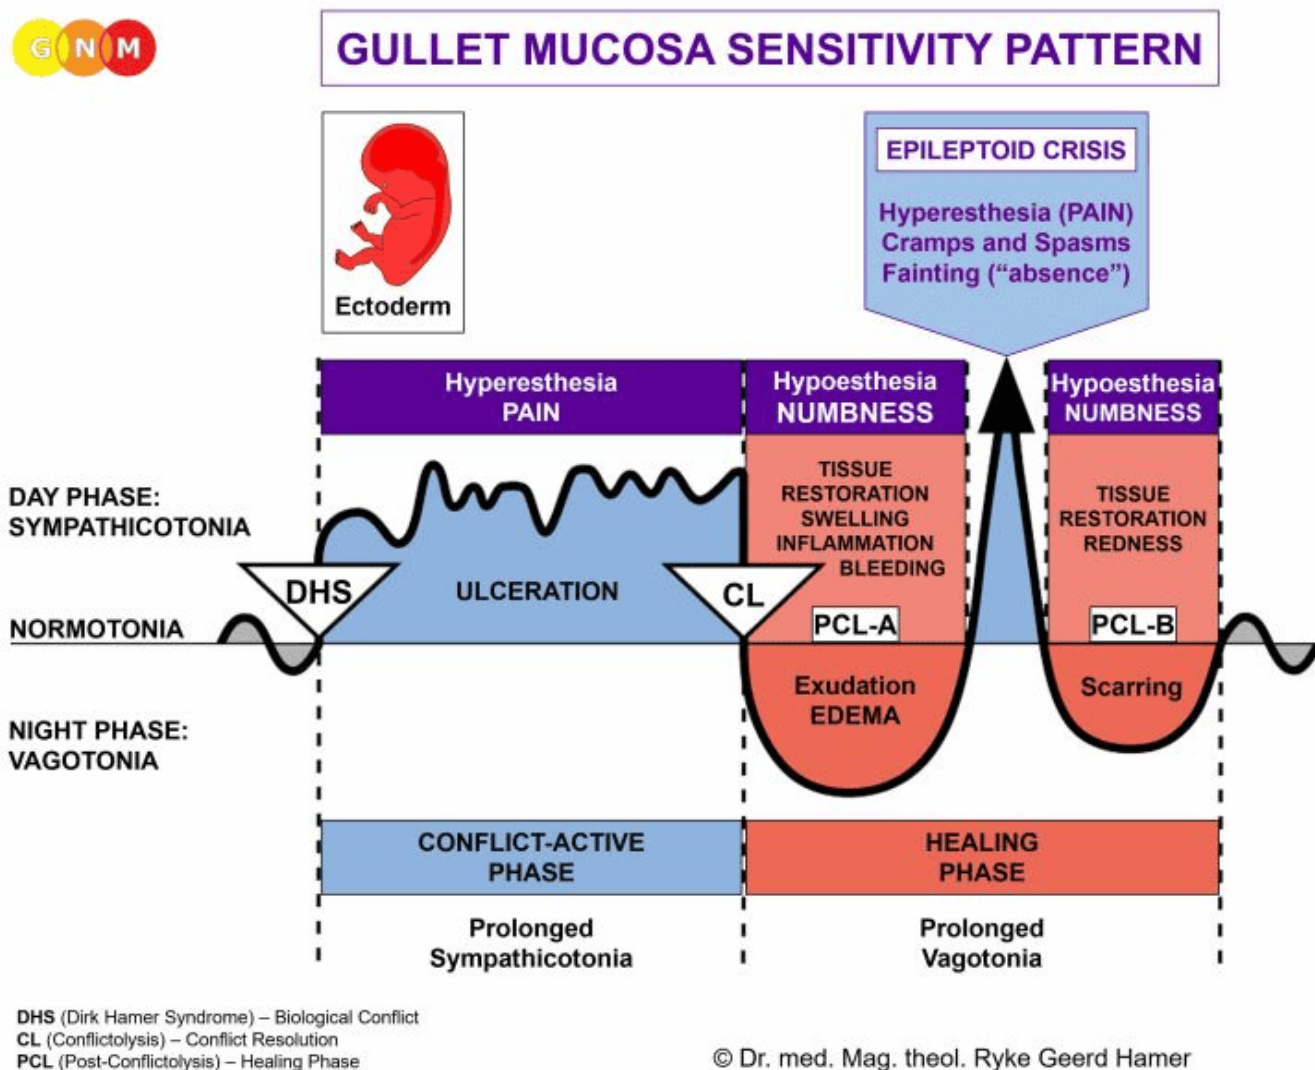 GNM
GULLET MUCOSA SENSITIVITY PATTERN
Ectoderm
EPILEPTOID CRISIS
Hyperesthesia (PAIN)
Cramps and Spasms
Fainting (“absence”)
Hyperesthesia
PAIN
Hypoesthesia
NUMBNESS
Hypoesthesia
NUMBNESS
DAY PHASE:
SYMPATHICOTONIA
TISSUE
RESTORATION
SWELLING
INFLAMMATION
BLEEDING
TISSUE
RESTORATION
REDNESS
DHS
ULCERATION
CL
NORMOTONIA
PCL-A
PCL-B
Exudation
EDEMA
Scarring
NIGHT PHASE:
VAGOTONIA
CONFLICT-ACTIVE
PHASE
HEALING
PHASE
Prolonged
Sympathicotonia
Prolonged
Vagotonia
DHS (Dirk Hamer Syndrome) – Biological Conflict
CL (Conflictolysis) – Conflict Resolution
PCL (Post-Conflictolysis) – Healing Phase
© Dr. med. Mag. theol. Ryke Geerd Hamer